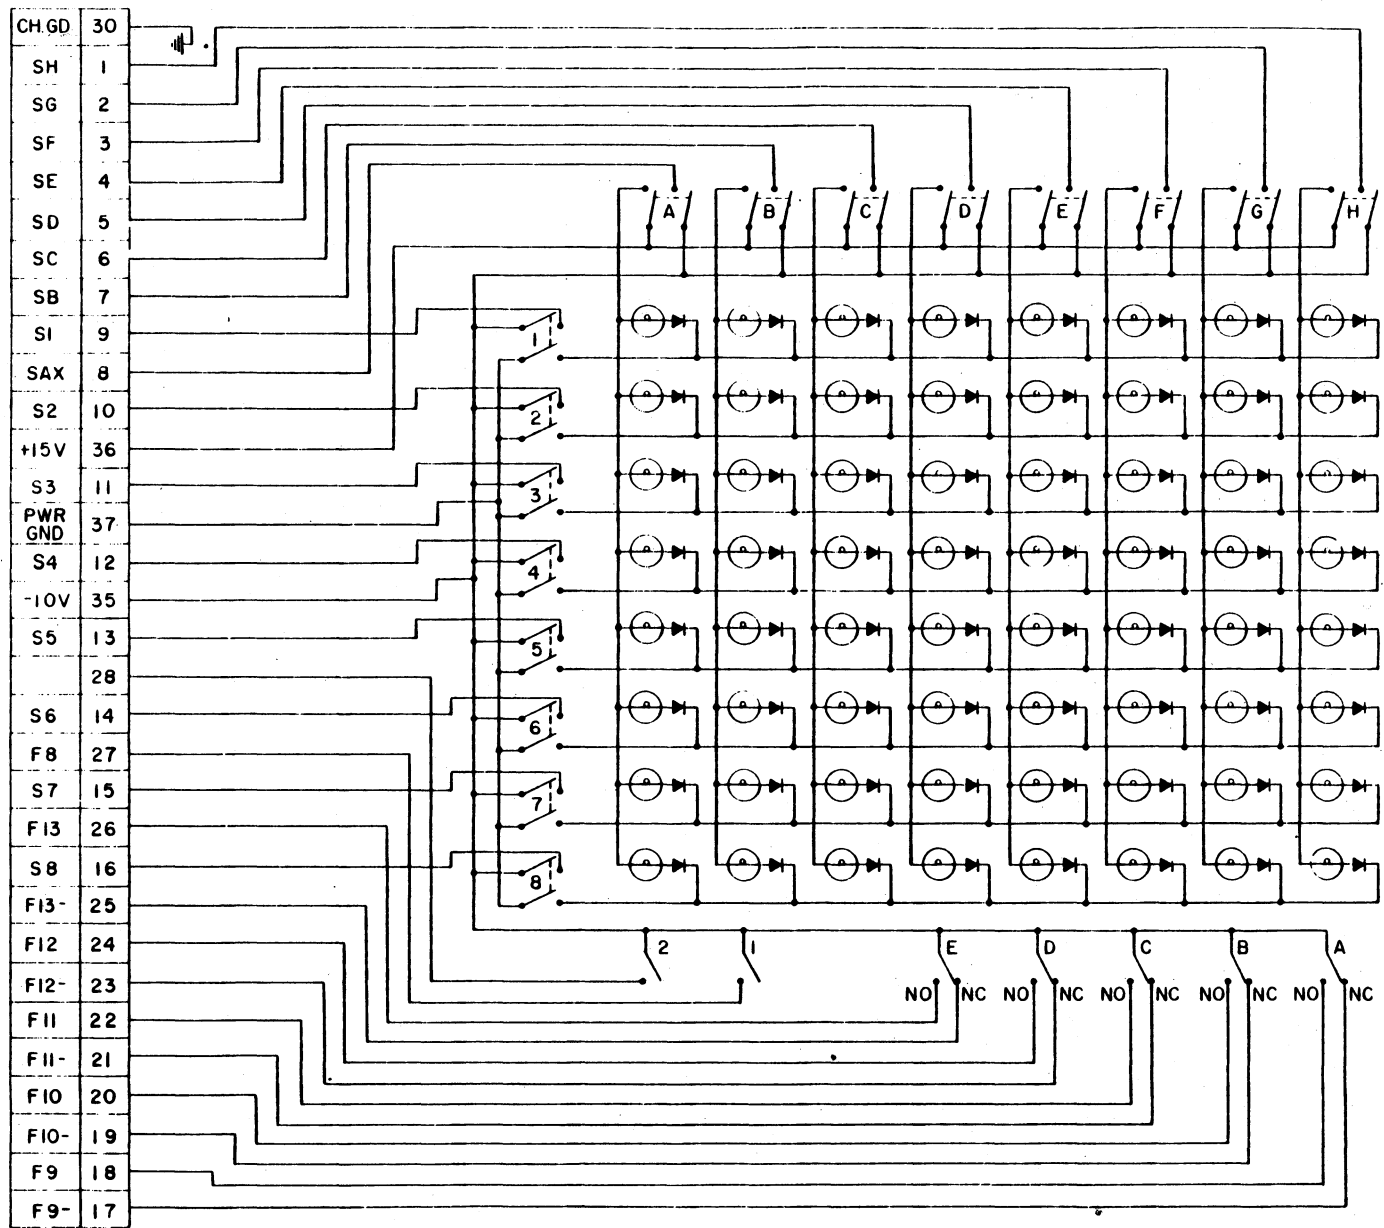 CH.GD 30
SH 1
SG 2
SF 3
SE 4
SD 5
SC 6
SB 7
S1 9
SAX 8
S2 10
+15V 36
S3 11
PWR GND 37
S4 12
-10V 35
S5 13
28
S6 14
F8 27
S7 15
F13 26
S8 16
F13- 25
F12 24
F12- 23
F11 22
F11- 21
F10 20
F10- 19
F9 18
F9- 17
A B C D E F G H
1
2
3
4
5
6
7
8
2 1 E D C B A
NO NC NO NC NO NC NO NC NO NC